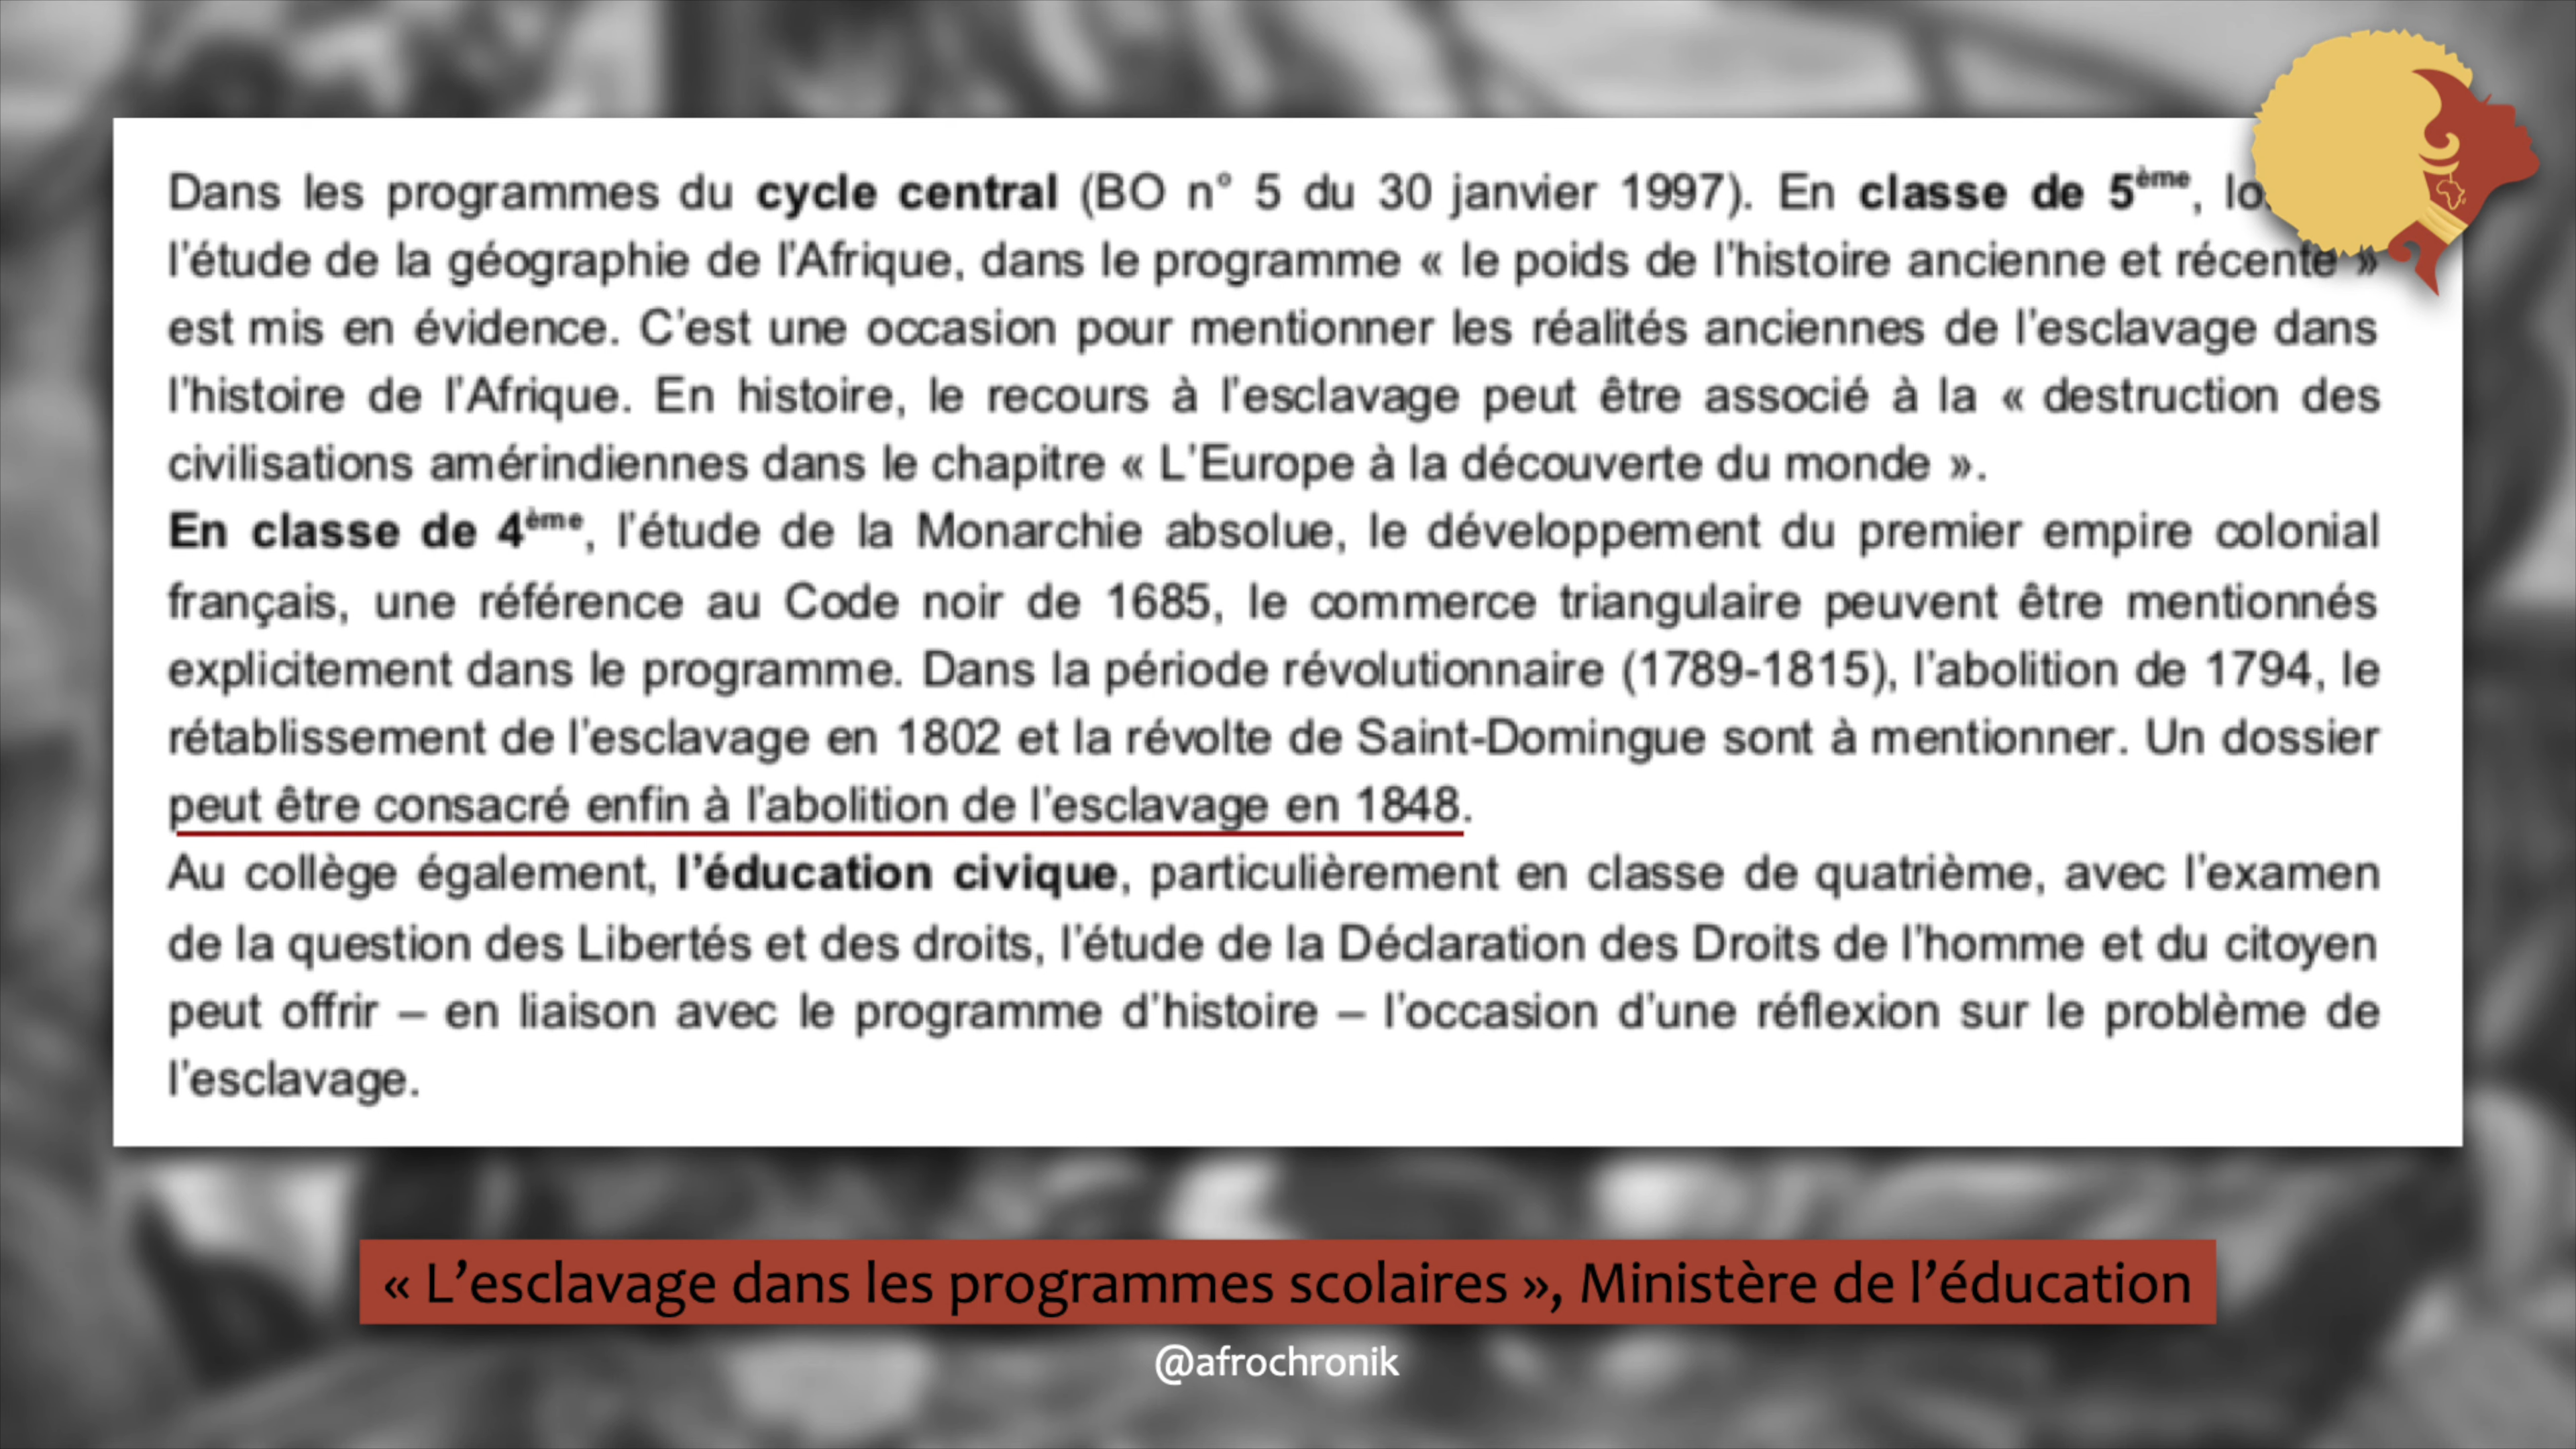 Dans les programmes du cycle central (BO n° 5 du 30 janvier 1997). En classe de 5ème,
l'étude de la géographie de l'Afrique, dans le programme « le poids de l'histoire ancienne et récente »
est mis en évidence. C'est une occasion pour mentionner les réalités anciennes de l'esclavage dans
l'histoire de l'Afrique. En histoire, le recours à l'esclavage peut être associé à la « destruction des
civilisations amérindiennes dans le chapitre « L'Europe à la découverte du monde ».
En classe de 4ème, l'étude de la Monarchie absolue, le développement du premier empire colonial
français, une référence au Code noir de 1685, le commerce triangulaire peuvent être mentionnés
explicitement dans le programme. Dans la période révolutionnaire (1789-1815), l'abolition de 1794, le
rétablissement de l'esclavage en 1802 et la révolte de Saint-Domingue sont à mentionner. Un dossier
peut être consacré enfin à l'abolition de l'esclavage en 1848.
Au collège également, l'éducation civique, particulièrement en classe de quatrième, avec l'examen
de la question des Libertés et des droits, l'étude de la Déclaration des Droits de l'homme et du citoyen
peut offrir – en liaison avec le programme d'histoire – l'occasion d'une réflexion sur le problème de
l'esclavage.
« L'esclavage dans les programmes scolaires », Ministère de l'éducation
@afrochronik